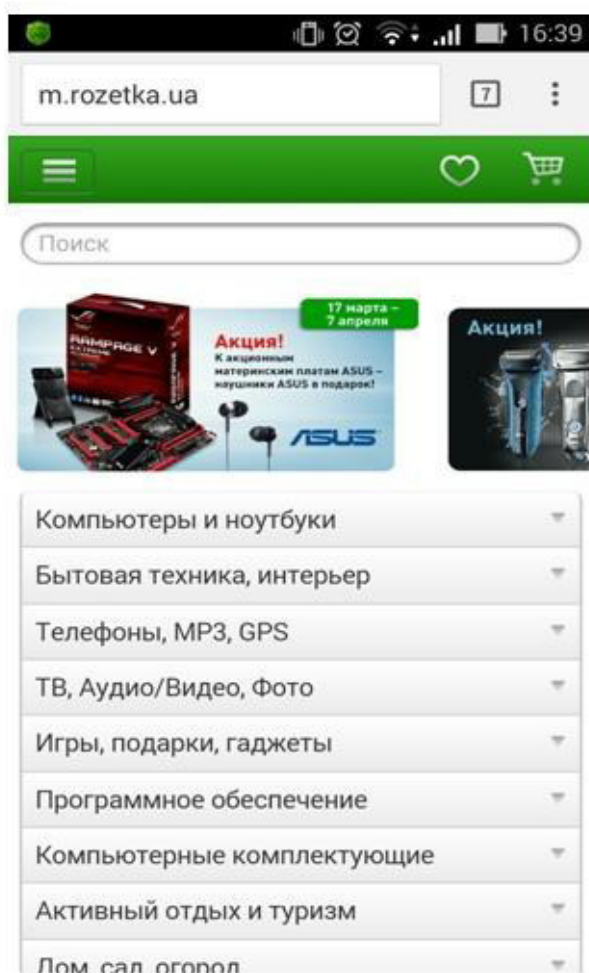 16:39
m.rozetka.ua
7
Поиск
17 марта –
7 апреля
RAMPAGE V
EXTREME
Акция!
К акционным
материнским платам ASUS –
наушники ASUS в подарок!
ASUS
Акция!
Компьютеры и ноутбуки
Бытовая техника, интерьер
Телефоны, MP3, GPS
ТВ, Аудио/Видео, Фото
Игры, подарки, гаджеты
Программное обеспечение
Компьютерные комплектующие
Активный отдых и туризм
Дом, сад, огород